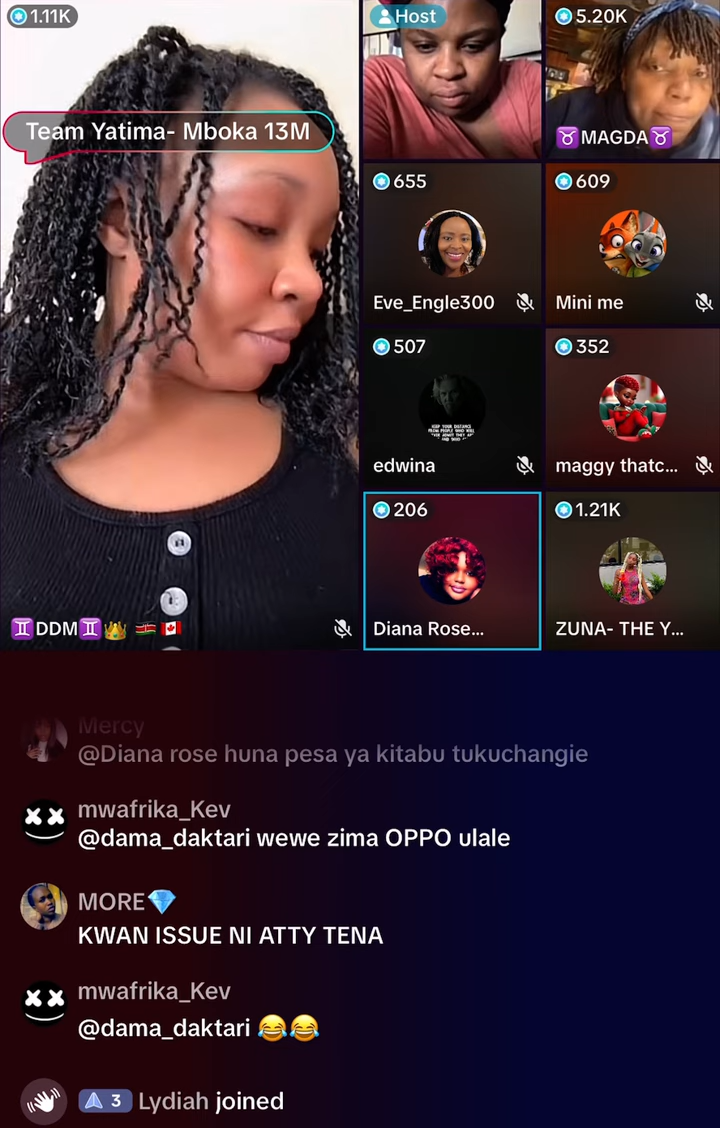 1.11K
Team Yatima- Mboka 13M
♊DDM♊👑 🇰🇪🇨🇦
Host
5.20K
♉MAGDA♉
655
Eve_Engle300
609
Mini me
507
edwina
352
maggy thatc...
206
Diana Rose...
1.21K
ZUNA- THE Y...
Mercy
@Diana rose huna pesa ya kitabu tukuchangie
mwafrika_Kev
@dama_daktari wewe zima OPPO ulale
MORE💎
KWAN ISSUE NI ATTY TENA
mwafrika_Kev
@dama_daktari 😂😂
3 Lydiah joined